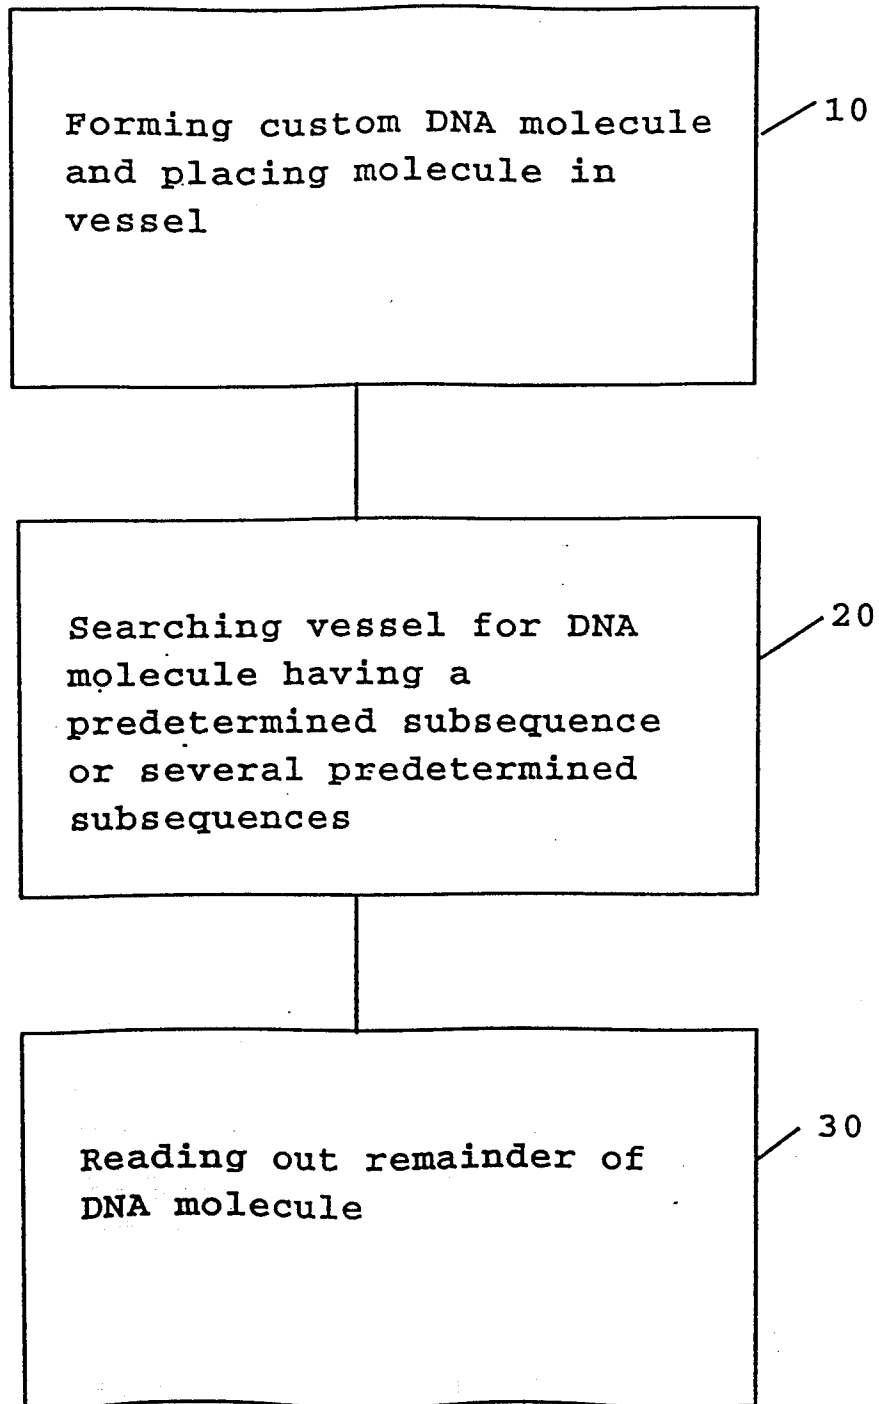 Forming custom DNA molecule
and placing molecule in
vessel
10
Searching vessel for DNA
molecule having a
predetermined subsequence
or several predetermined
subsequences
20
Reading out remainder of
DNA molecule
30